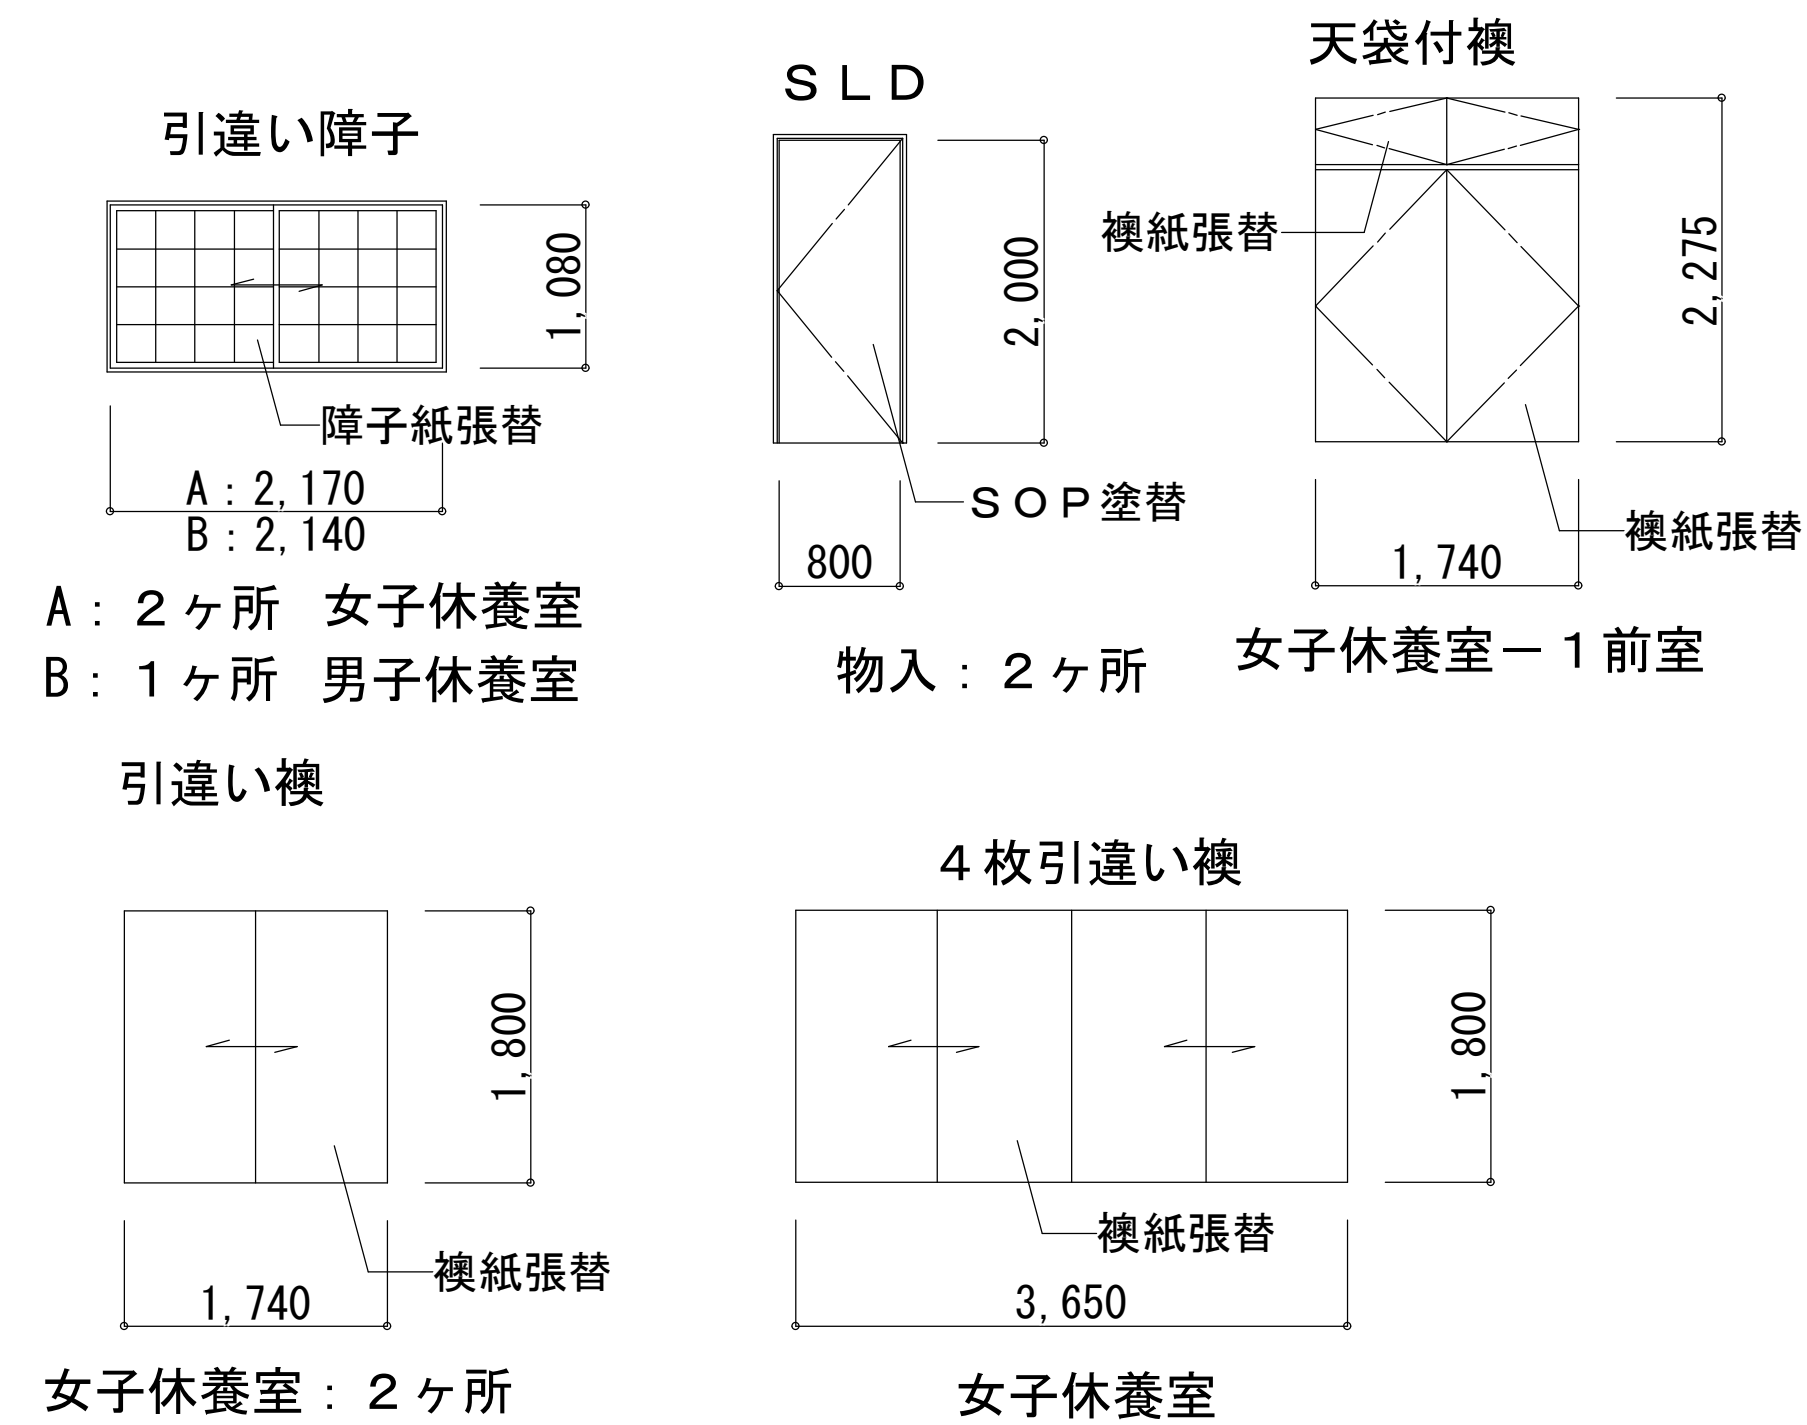 引違い障子
1,080
障子紙張替
A:2,170
B:2,140
A:2ヶ所 女子休養室
B:1ヶ所 男子休養室
SLD
2,000
SOP塗替
800
物入:2ヶ所
天袋付襖
襖紙張替
2,275
襖紙張替
1,740
女子休養室-1前室
引違い襖
1,800
襖紙張替
1,740
女子休養室:2ヶ所
4枚引違い襖
1,800
襖紙張替
3,650
女子休養室